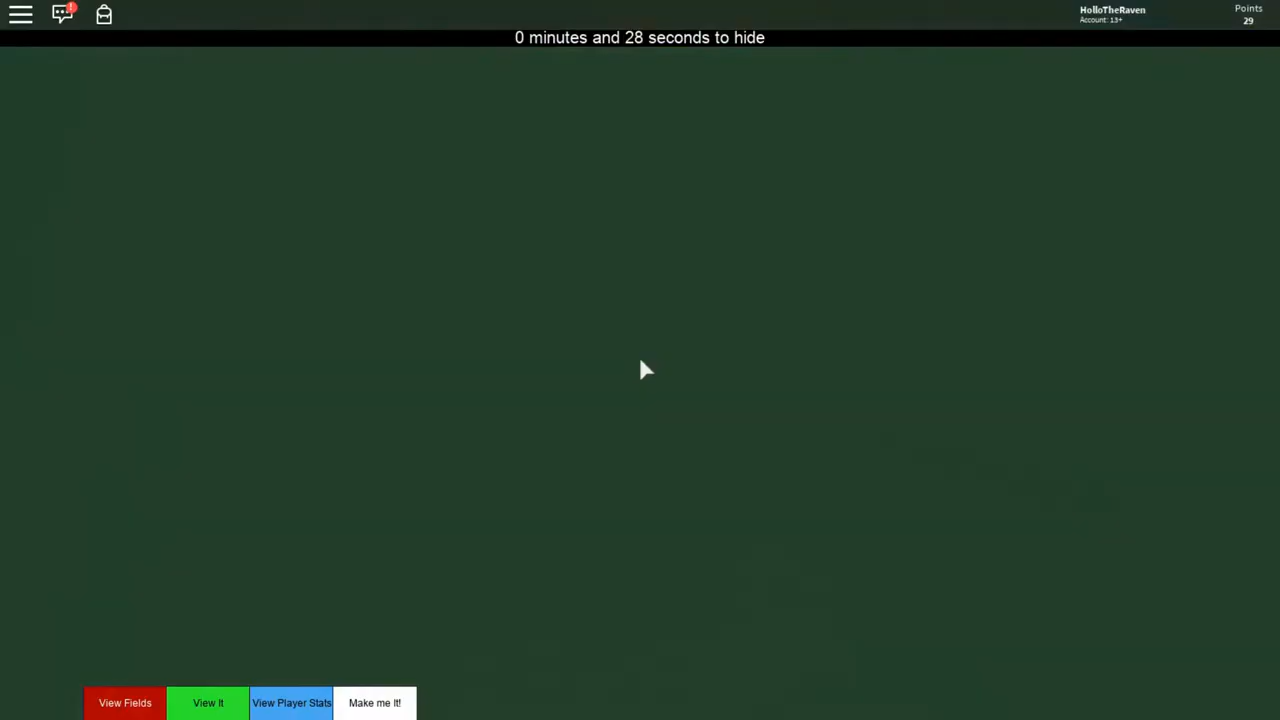 HolloTheRaven
Account: 13+
Points
29
0 minutes and 28 seconds to hide
View Fields
View It
View Player Stats
Make me It!